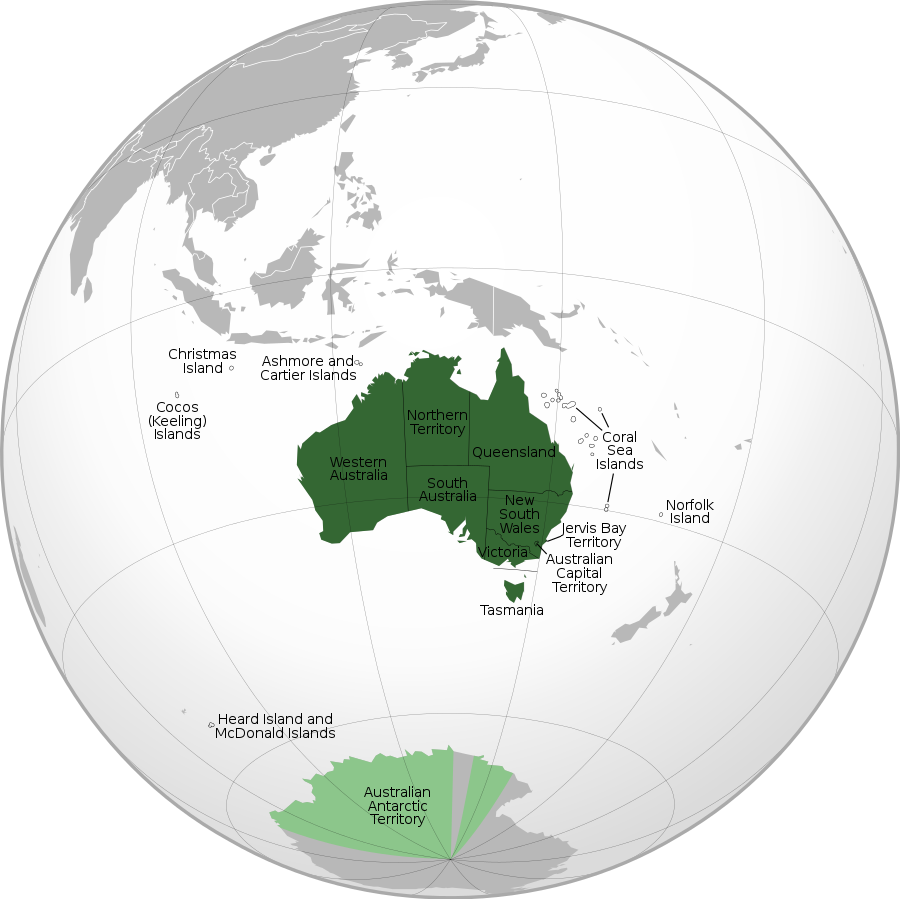 Christmas
Island
Ashmore and
Cartier Islands
Cocos
(Keeling)
Islands
Northern
Territory
Western
Australia
South
Australia
Queensland
New
South
Wales
Victoria
Coral
Sea
Islands
Norfolk
Island
Jervis Bay
Territory
Australian
Capital
Territory
Tasmania
Heard Island and
McDonald Islands
Australian
Antarctic
Territory